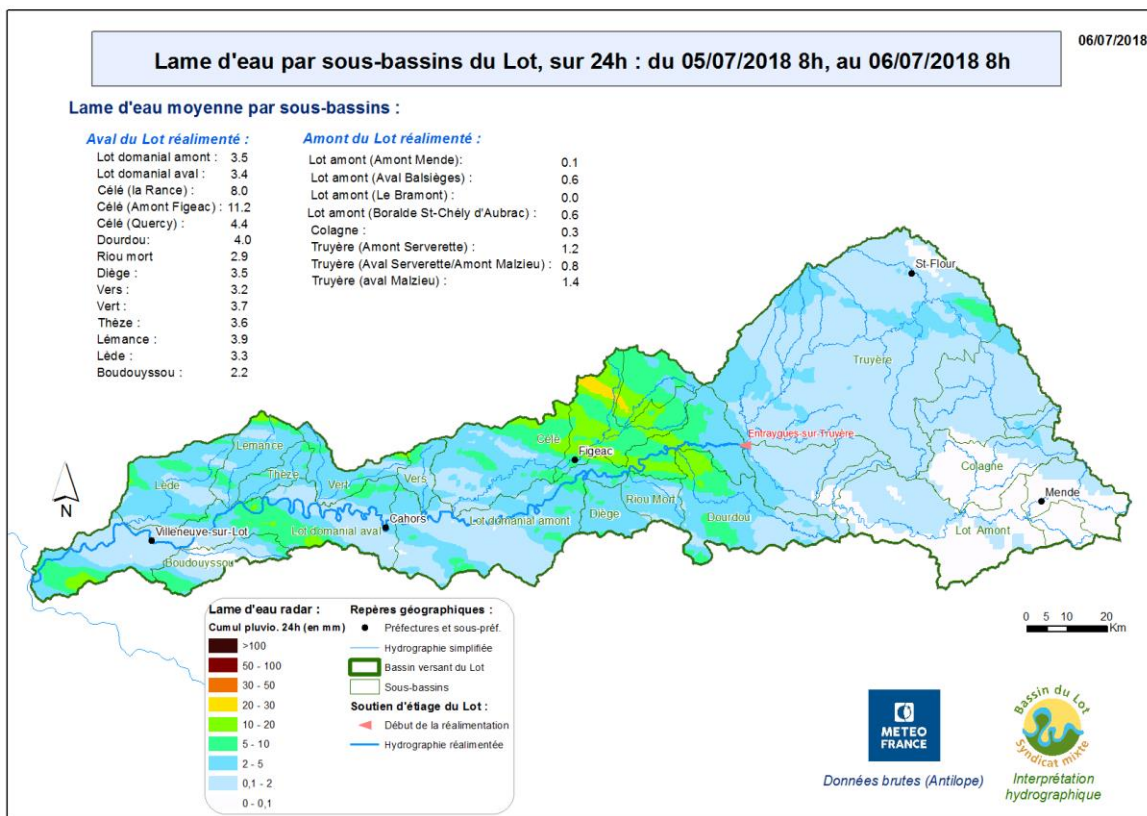 06/07/2018
Lame d'eau par sous-bassins du Lot, sur 24h : du 05/07/2018 8h, au 06/07/2018 8h
Lame d'eau moyenne par sous-bassins :
Aval du Lot réalimenté :
Lot domanial amont : 3.5
Lot domanial aval : 3.4
Célé (la Rance) : 8.0
Célé (Amont Figeac) : 11.2
Célé (Quercy) : 4.4
Dourdou: 4.0
Riou mort 2.9
Diège : 3.5
Vers : 3.2
Vert : 3.7
Thèze : 3.6
Lémance : 3.9
Lède : 3.3
Boudouyssou : 2.2
Amont du Lot réalimenté :
Lot amont (Amont Mende): 0.1
Lot amont (Aval Balsièges) : 0.6
Lot amont (Le Bramont) : 0.0
Lot amont (Boralde St-Chély d'Aubrac) : 0.6
Colagne : 0.3
Truyère (Amont Serverette) : 1.2
Truyère (Aval Serverette/Amont Malzieu) : 0.8
Truyère (aval Malzieu) : 1.4
St-Flour
Truyère
Entraygues-sur-Truyère
Célé
Figeac
Colagne
Mende
Lot Amont
Lémance
Thèze
Lède
Vert
Vers
Riou Mort
Diège
Dourdou
Lot domanial amont
Cahors
Lot domanial aval
Villeneuve-sur-Lot
Boudouyssou
N
Lame d'eau radar :
Cumul pluvio. 24h (en mm)
>100
50 - 100
30 - 50
20 - 30
10 - 20
5 - 10
2 - 5
0,1 - 2
0 - 0,1
Repères géographiques :
Préfectures et sous-préf.
Hydrographie simplifiée
Bassin versant du Lot
Sous-bassins
Soutien d'étiage du Lot :
Début de la réalimentation
Hydrographie réalimentée
0 5 10 20
Km
METEO
FRANCE
Données brutes (Antilope)
Bassin du Lot
Syndicat mixte
Interprétation
hydrographique